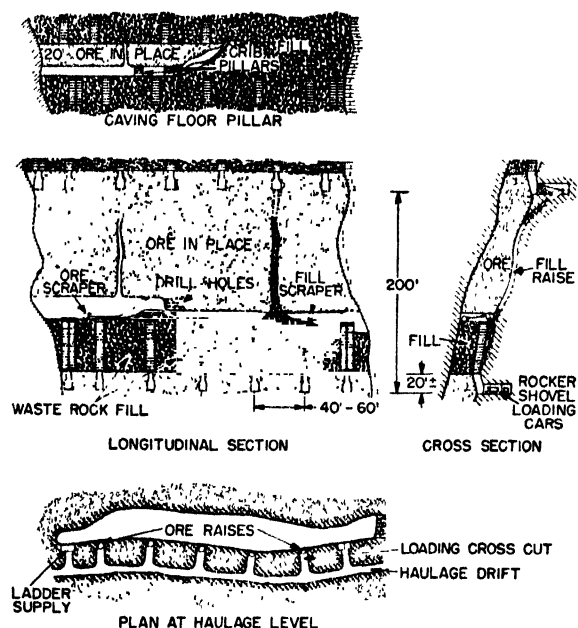 20' ORE IN PLACE
CRIB FILL
PILLARS
CAVING FLOOR PILLAR
ORE IN PLACE
ORE
SCRAPER
DRILL HOLES
FILL
SCRAPER
200'
ORE
FILL
RAISE
FILL
20'±
WASTE ROCK FILL
40'-60'
ROCKER
SHOVEL
LOADING
CARS
LONGITUDINAL SECTION
CROSS SECTION
ORE RAISES
LOADING CROSS CUT
HAULAGE DRIFT
LADDER
SUPPLY
PLAN AT HAULAGE LEVEL